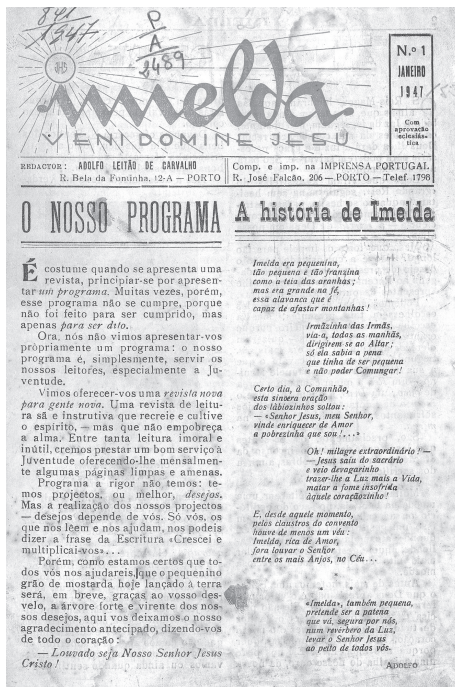 841
1947
P
A
2489
JHS
imelda
VENI DOMINE JESU
N.º 1
JANEIRO
1947
Com
aprovação
eclesiás-
tica
REDACTOR: ADOLFO LEITÃO DE CARVALHO
R. Bela da Fontinha, 12-A — PORTO
Comp. e imp. na IMPRENSA PORTUGAL
R. José Falcão, 206 — PORTO — Telef. 1798
O NOSSO PROGRAMA
É costume quando se apresenta uma
revista, principiar-se por apresen-
tar um programa. Muitas vezes, porém,
esse programa não se cumpre, porque
não foi feito para ser cumprido, mas
apenas para ser dito.
Ora, nós não vimos apresentar-vos
pròpriamente um programa: o nosso
programa é, simplesmente, servir os
nossos leitores, especialmente a Ju-
ventude.
Vimos oferecer-vos uma revista nova
para gente nova. Uma revista de leitu-
ra sã e instrutiva que recreie e cultive
o espírito, — mas que não empobreça
a alma. Entre tanta leitura imoral e
inútil, cremos prestar um bom serviço à
Juventude oferecendo-lhe mensalmen-
te algumas páginas limpas e amenas.
Programa a rigor não temos: te-
mos projectos, ou melhor, desejos.
Mas a realização dos nossos projectos
— desejos depende de vós. Só vós, os
que nos lêem e nos ajudam, nos podeis
dizer a frase da Escritura «Crescei e
multiplicai-vos»...
Porém, como estamos certos que to-
dos vós nos ajudareis, que o pequenino
grão de mostarda hoje lançado à terra
será, em breve, graças ao vosso des-
velo, a árvore forte e virente dos nos-
sos desejos, aqui vos deixamos o nosso
agradecimento antecipado, dizendo-vos
de todo o coração:
— Louvado seja Nosso Senhor Jesus
Cristo!
A história de Imelda
Imelda era pequenina,
tão pequena e tão franzina
como a teia das aranhas;
mas era grande na fé,
essa alavanca que é
capaz de afastar montanhas!
Irmãzinha das Irmãs,
via-a, todas as manhãs,
dirigirem se ao Altar;
só ela sabia a pena
que tinha de ser pequena
e não poder Comungar!
Certo dia, à Comunhão,
esta sincera oração
dos làbiozinhos soltou:
— «Senhor Jesus, meu Senhor,
vinde enriquecer de Amor
a pobrezinha que sou!...»
Oh! milagre extraordinário! —
— Jesus saiu do sacrário
e veio devagarinho
trazer-lhe a Luz mais a Vida,
matar a fome insofrida
àquele coraçãozinho!
E, desde aquele momento,
pelos claustros do convento
houve de menos um véu:
Imelda, rica de Amor,
fora louvar o Senhor
entre os mais Anjos, no Céu...
«Imelda», também pequena,
pretende ser a patena
que vá, segura por nós,
num revérbero da Luz,
levar o Senhor Jesus
ao peito de todos vós.
ADOLFO